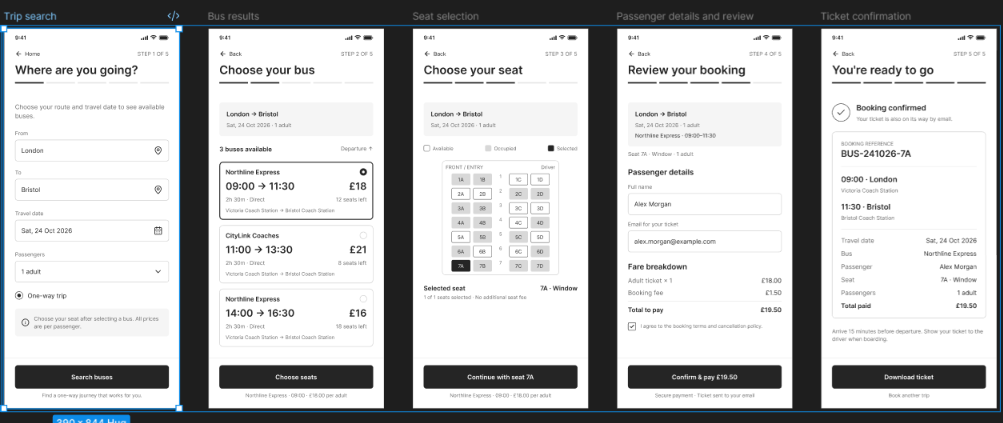 Trip search
</>
9:41
← Home
STEP 1 OF 5
Where are you going?
Choose your route and travel date to see available
buses.
From
London
To
Bristol
Travel date
Sat, 24 Oct 2026
Passengers
1 adult
One-way trip
Choose your seat after selecting a bus. All prices
are per passenger.
Search buses
Find a one-way journey that works for you.
390 × 844 Hug
Bus results
9:41
← Back
STEP 2 OF 5
Choose your bus
London → Bristol
Sat, 24 Oct 2026 · 1 adult
3 buses available
Departure ↑
Northline Express
09:00 → 11:30
£18
2h 30m · Direct
12 seats left
Victoria Coach Station → Bristol Coach Station
CityLink Coaches
11:00 → 13:30
£21
2h 30m · Direct
8 seats left
Victoria Coach Station → Bristol Coach Station
Northline Express
14:00 → 16:30
£16
2h 30m · Direct
18 seats left
Victoria Coach Station → Bristol Coach Station
Choose seats
Northline Express · 09:00 · £18.00 per adult
Seat selection
9:41
← Back
STEP 3 OF 5
Choose your seat
London → Bristol
Sat, 24 Oct 2026 · 1 adult
Available
Occupied
Selected
FRONT / ENTRY
Driver
1A 1B 1 1C 1D
2A 2B 2 2C 2D
3A 3B 3 3C 3D
4A 4B 4 4C 4D
5A 5B 5 5C 5D
6A 6B 6 6C 6D
7A 7B 7 7C 7D
Selected seat
7A · Window
1 of 1 seats selected · No additional seat fee
Continue with seat 7A
Northline Express · 09:00 · £18.00 per adult
Passenger details and review
9:41
← Back
STEP 4 OF 5
Review your booking
London → Bristol
Sat, 24 Oct 2026 · 1 adult
Northline Express · 09:00–11:30
Seat 7A · Window · 1 adult
Passenger details
Full name
Alex Morgan
Email for your ticket
alex.morgan@example.com
Fare breakdown
Adult ticket × 1
£18.00
Booking fee
£1.50
Total to pay
£19.50
I agree to the booking terms and cancellation policy.
Confirm & pay £19.50
Secure payment · Ticket sent to your email
Ticket confirmation
9:41
← Back
STEP 5 OF 5
You're ready to go
Booking confirmed
Your ticket is also on its way by email.
BOOKING REFERENCE
BUS-241026-7A
09:00 · London
Victoria Coach Station
11:30 · Bristol
Bristol Coach Station
Travel date
Sat, 24 Oct 2026
Bus
Northline Express
Passenger
Alex Morgan
Seat
7A · Window
Passengers
1 adult
Total paid
£19.50
Arrive 15 minutes before departure. Show your ticket to the
driver when boarding.
Download ticket
Book another trip.